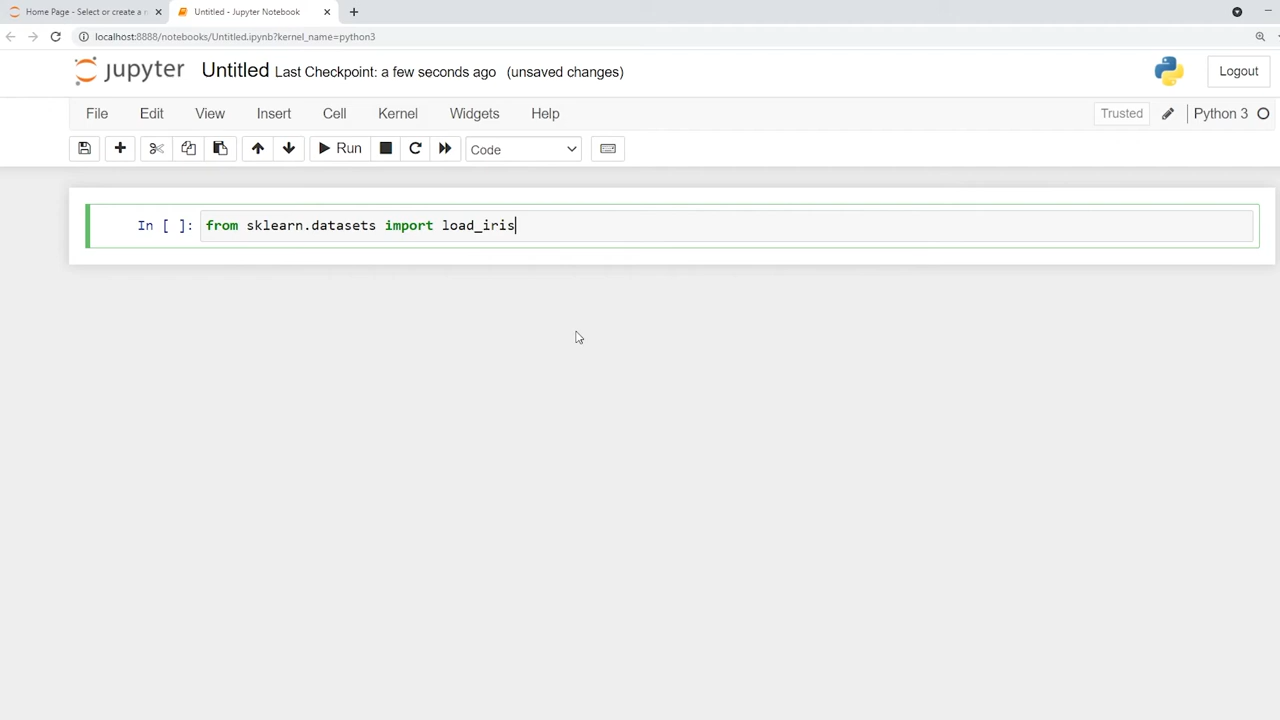 Home Page - Select or create a n
Untitled - Jupyter Notebook
localhost:8888/notebooks/Untitled.ipynb?kernel_name=python3
jupyter Untitled Last Checkpoint: a few seconds ago (unsaved changes) Logout
File Edit View Insert Cell Kernel Widgets Help Trusted Python 3
Run Code
In [ ]: from sklearn.datasets import load_iris